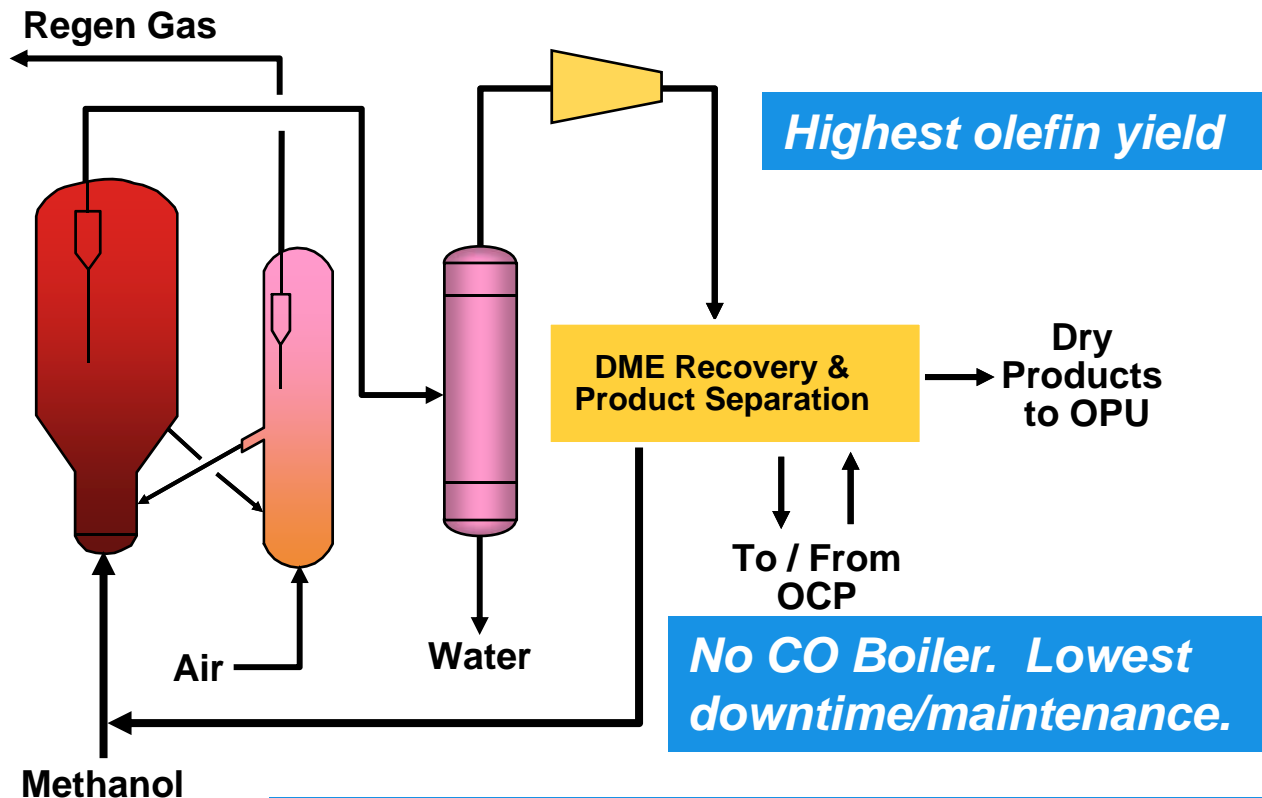 Regen Gas
Highest olefin yield
DME Recovery &
Product Separation
Dry
Products
to OPU
To / From
OCP
Water
Air
No CO Boiler.  Lowest
downtime/maintenance.
Methanol